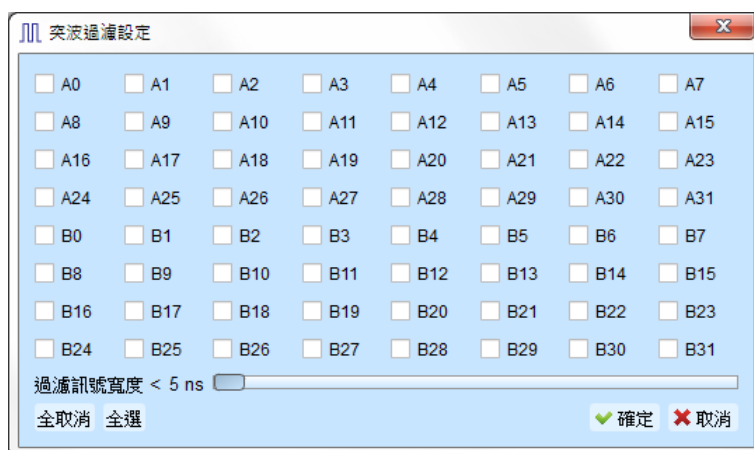 突波過濾設定
A0 A1 A2 A3 A4 A5 A6 A7
A8 A9 A10 A11 A12 A13 A14 A15
A16 A17 A18 A19 A20 A21 A22 A23
A24 A25 A26 A27 A28 A29 A30 A31
B0 B1 B2 B3 B4 B5 B6 B7
B8 B9 B10 B11 B12 B13 B14 B15
B16 B17 B18 B19 B20 B21 B22 B23
B24 B25 B26 B27 B28 B29 B30 B31
過濾訊號寬度 < 5 ns
全取消 全選 確定 取消